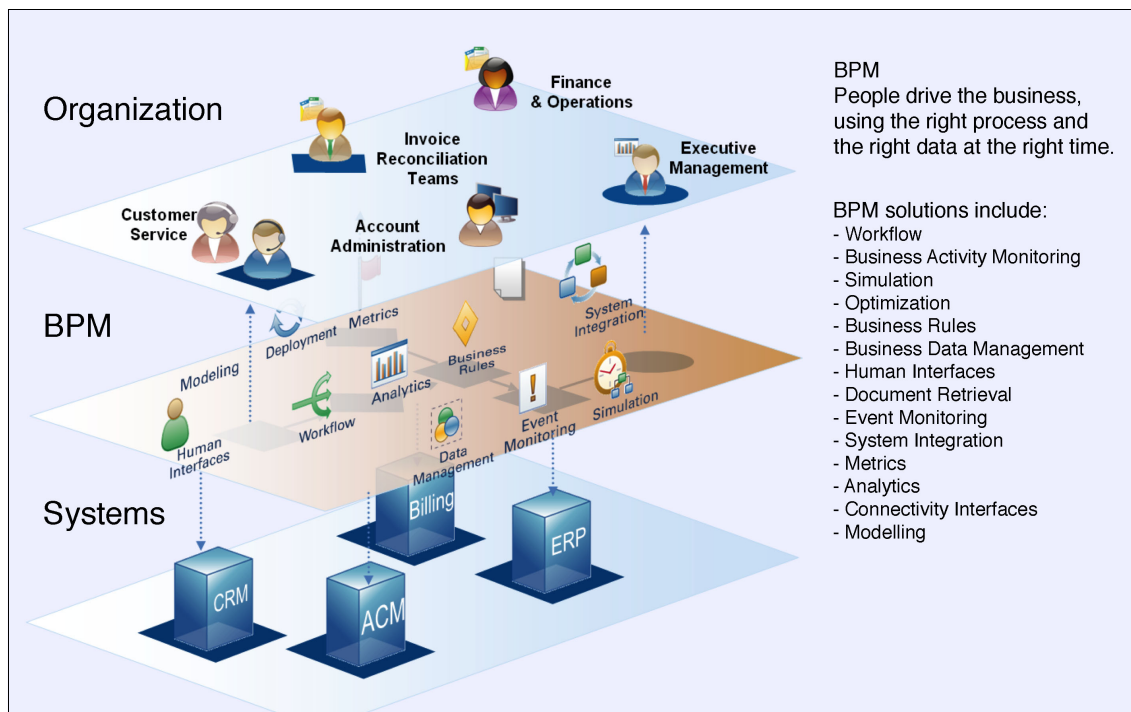 Organization
Finance
& Operations
Invoice
Reconciliation
Teams
Executive
Management
Customer
Service
Account
Administration
BPM
Deployment
Metrics
System
Integration
Business
Rules
Modeling
Analytics
Simulation
Workflow
Event
Monitoring
Human
Interfaces
Data
Management
Systems
Billing
ERP
CRM
ACM
BPM
People drive the business,
using the right process and
the right data at the right time.
BPM solutions include:
- Workflow
- Business Activity Monitoring
- Simulation
- Optimization
- Business Rules
- Business Data Management
- Human Interfaces
- Document Retrieval
- Event Monitoring
- System Integration
- Metrics
- Analytics
- Connectivity Interfaces
- Modelling